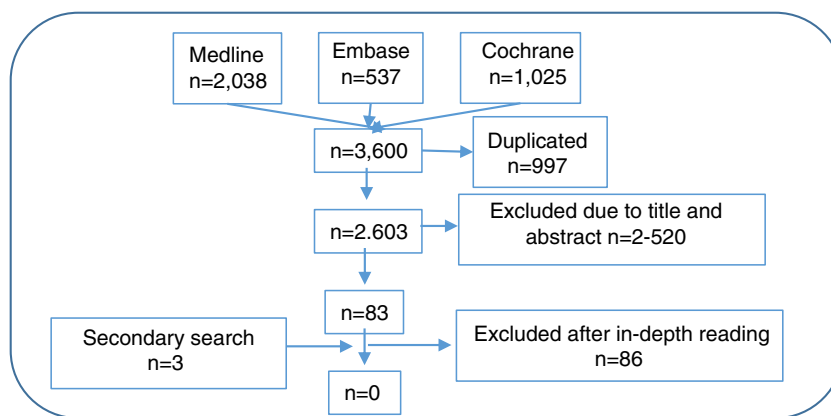 Medline
n=2,038
Embase
n=537
Cochrane
n=1,025
n=3,600
Duplicated
n=997
n=2.603
Excluded due to title and
abstract n=2-520
n=83
Secondary search
n=3
Excluded after in-depth reading
n=86
n=0